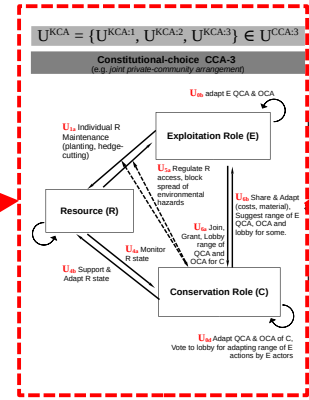 U^KCA = {U^KCA:1, U^KCA:2, U^KCA:3} ∈ U^CCA:3
Constitutional-choice CCA-3
(e.g. joint private-community arrangement)
U0b adapt E QCA & OCA
U1a Individual R
Maintenance
(planting, hedge-
cutting)
Exploitation Role (E)
U5a Regulate R
access, block
spread of
environmental
hazards
Resource (R)
U6a Join,
Grant, Lobby
range of
QCA and
OCA for C
U6b Share & Adapt
(costs, material),
Suggest range of E
QCA, OCA and
lobby for some.
U4a Monitor
R state
U4b Support &
Adapt R state
Conservation Role (C)
U0d Adapt QCA & OCA of C,
Vote to lobby for adapting range of E
actions by E actors